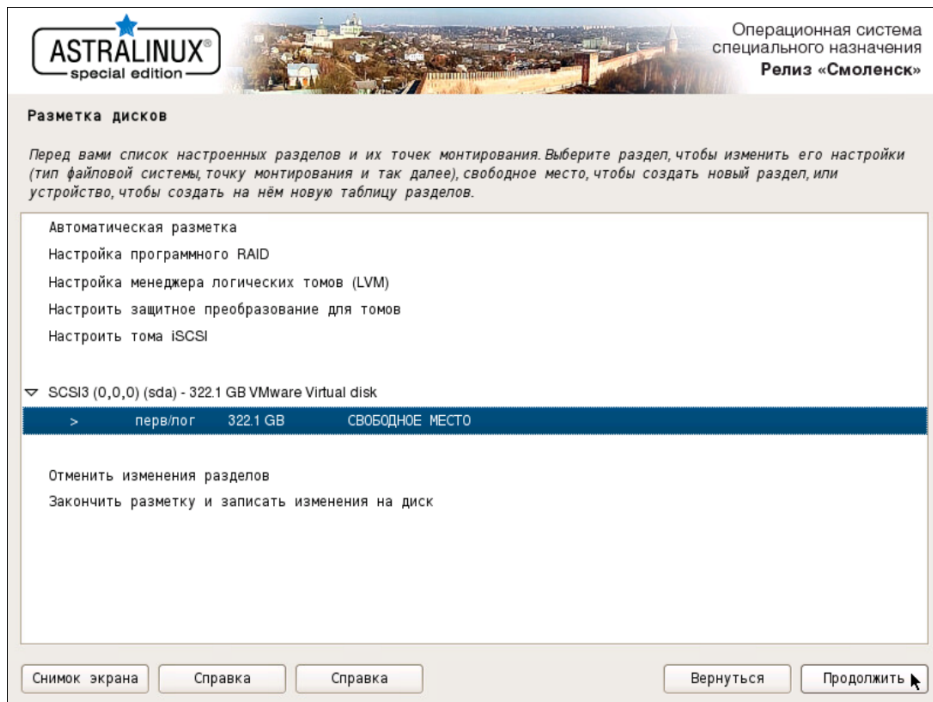 ASTRALINUX®
special edition
Операционная система
специального назначения
Релиз «Смоленск»
Разметка дисков
Перед вами список настроенных разделов и их точек монтирования. Выберите раздел, чтобы изменить его настройки
(тип файловой системы, точку монтирования и так далее), свободное место, чтобы создать новый раздел, или
устройство, чтобы создать на нём новую таблицу разделов.
Автоматическая разметка
Настройка программного RAID
Настройка менеджера логических томов (LVM)
Настроить защитное преобразование для томов
Настроить тома iSCSI
SCSI3 (0,0,0) (sda) - 322.1 GB VMware Virtual disk
> перв/лог 322.1 GB СВОБОДНОЕ МЕСТО
Отменить изменения разделов
Закончить разметку и записать изменения на диск
Снимок экрана Справка Справка Вернуться Продолжить